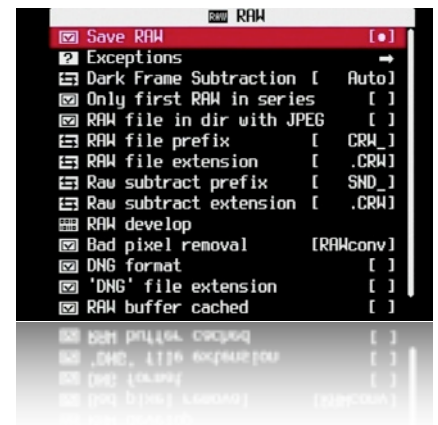 RAW RAW
Save RAW [•]
? Exceptions →
Dark Frame Subtraction [ Auto]
Only first RAW in series [ ]
RAW file in dir with JPEG [ ]
RAW file prefix [ CRW_]
RAW file extension [ .CRW]
Raw subtract prefix [ SND_]
Raw subtract extension [ .CRW]
RAW develop
Bad pixel removal [RAWconv]
DNG format [ ]
'DNG' file extension [ ]
RAW buffer cached [ ]